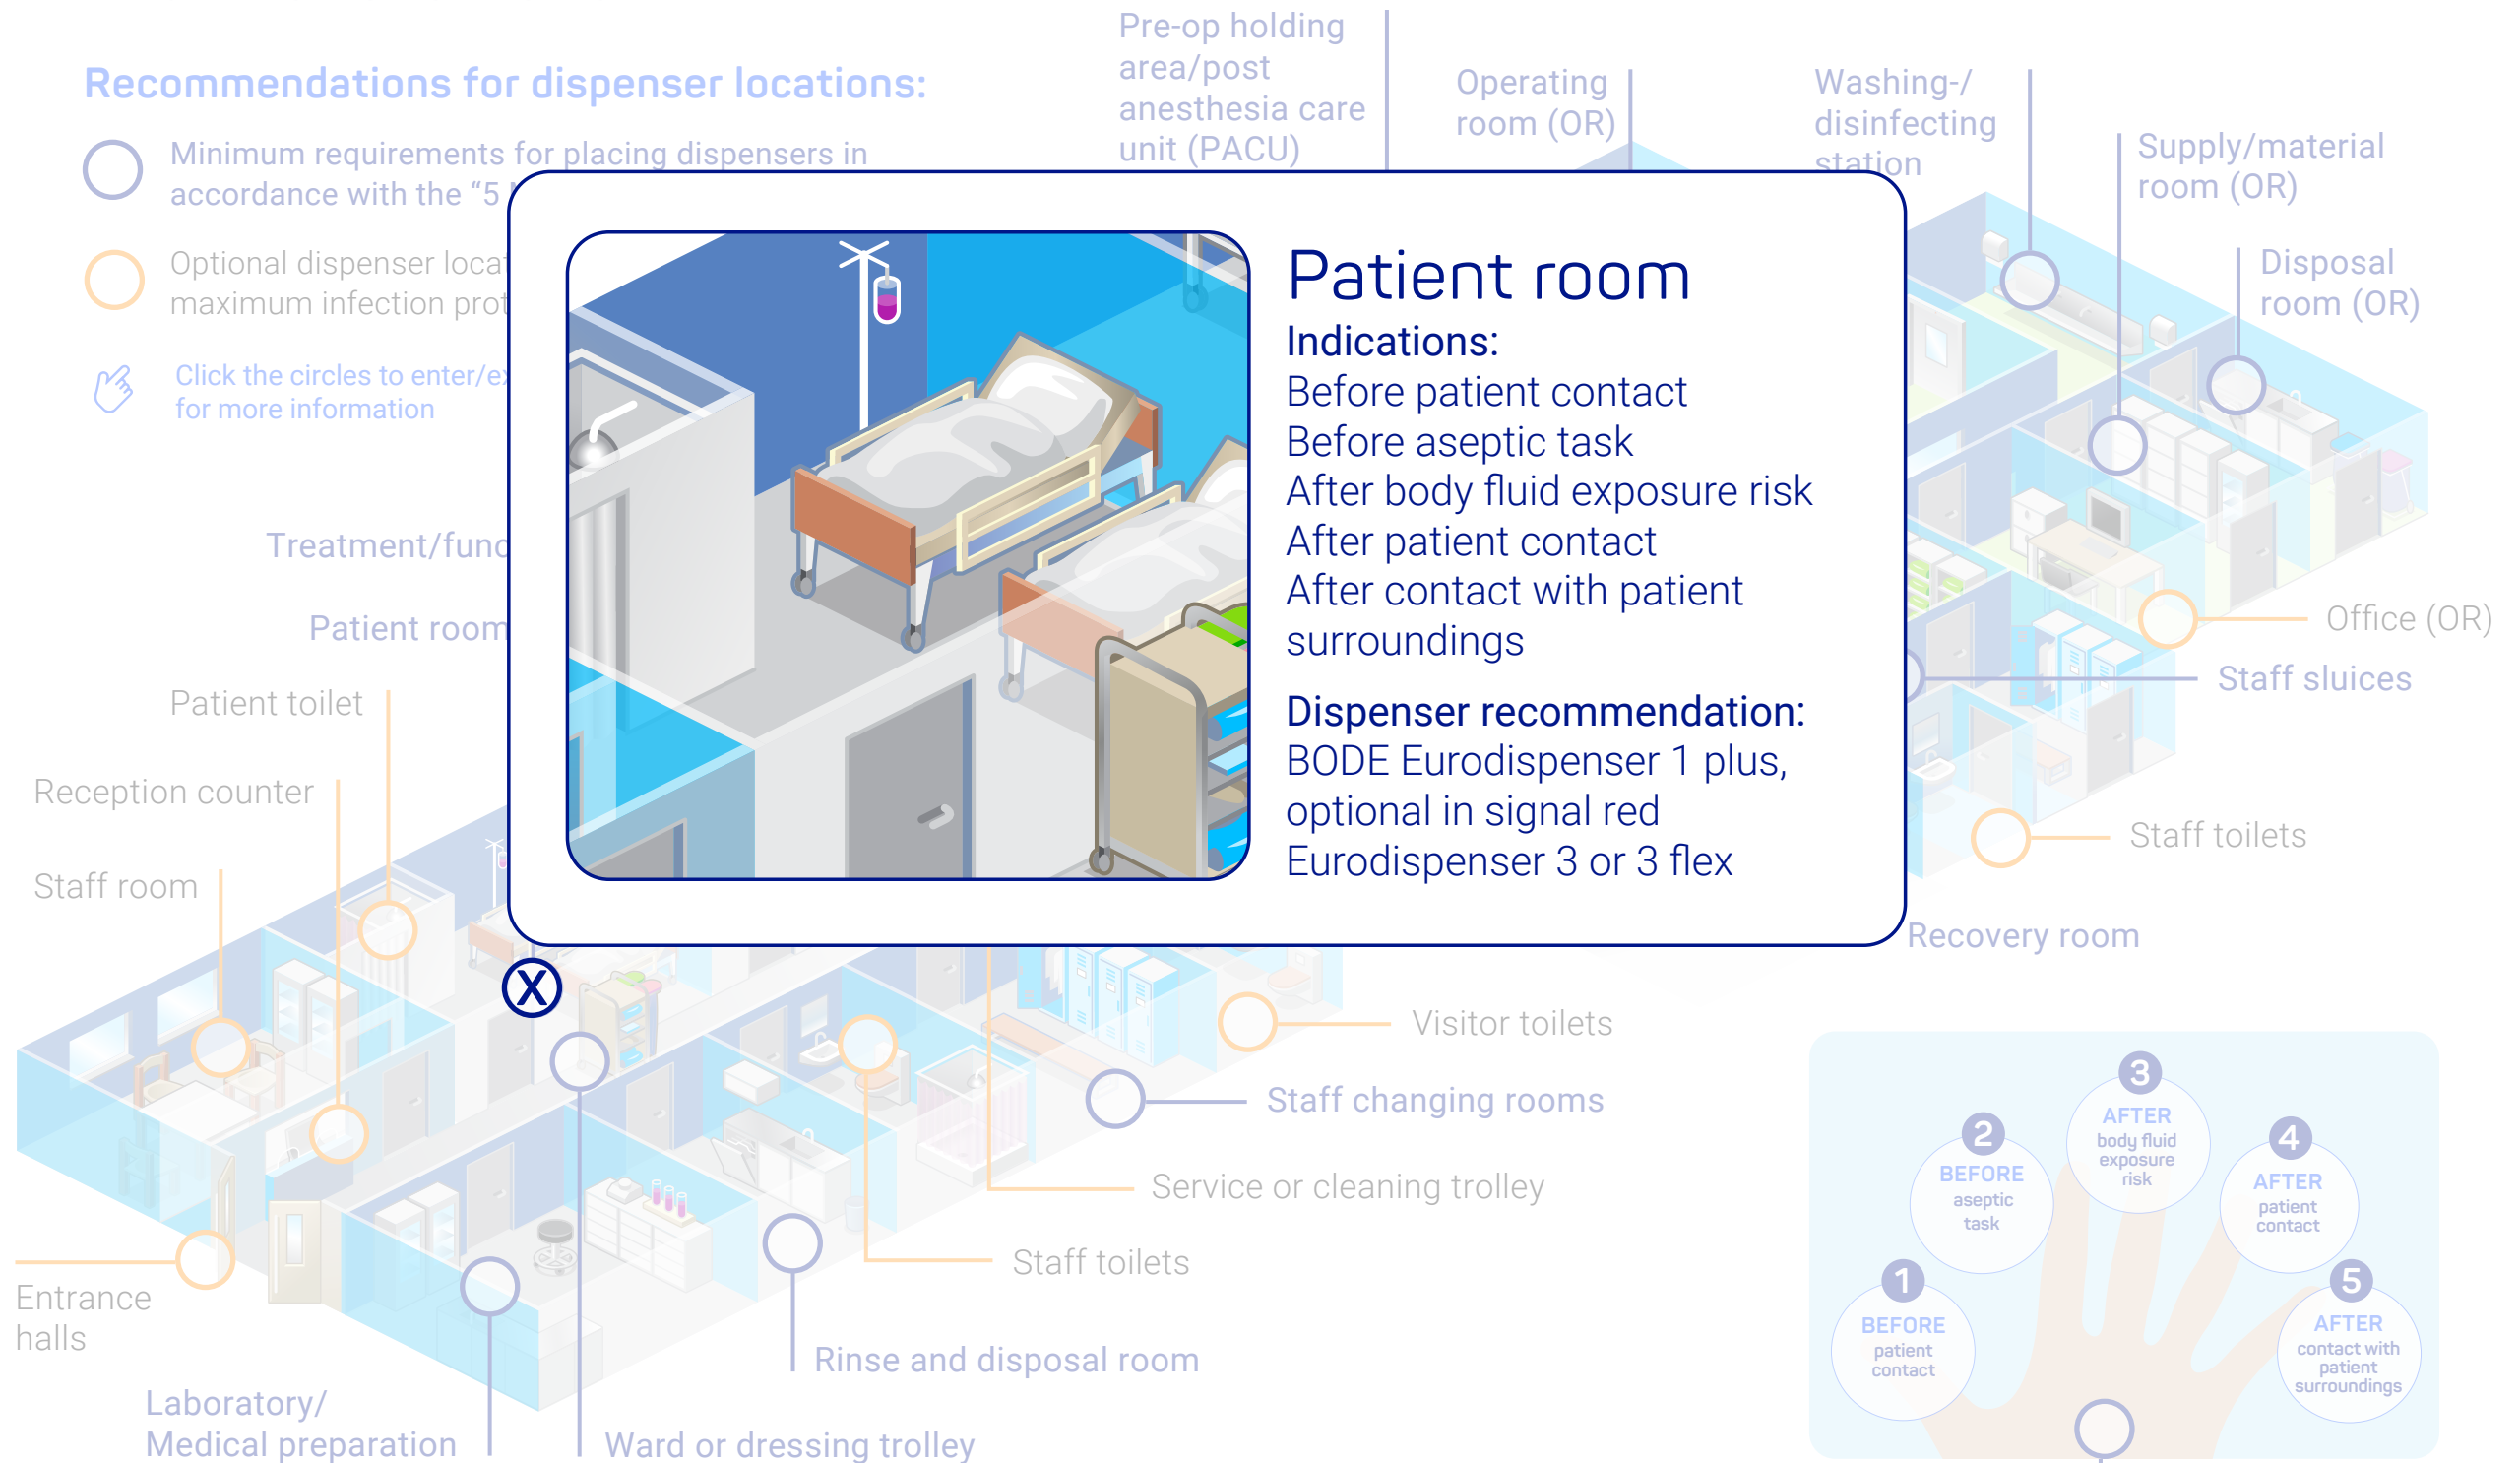 Recommendations for dispenser locations:
Minimum requirements for placing dispensers in
accordance with the “5
Optional dispenser
maximum infection
Click the circles to
for more information
Pre-op holding
area/post
anesthesia care
unit (PACU)
Operating
room (OR)
Washing-/
disinfecting
station
Supply/material
room (OR)
Disposal
room (OR)
Patient room
Indications:
Before patient contact
Before aseptic task
After body fluid exposure risk
After patient contact
After contact with patient
surroundings
Dispenser recommendation:
BODE Eurodispenser 1 plus,
optional in signal red
Eurodispenser 3 or 3 flex
X
Patient room
Patient toilet
Reception counter
Staff room
Entrance
halls
Laboratory/
Medical preparation
Ward or dressing trolley
Rinse and disposal room
Staff toilets
Service or cleaning trolley
Staff changing rooms
Visitor toilets
Office (OR)
Staff sluices
Staff toilets
Recovery room
1
BEFORE
patient
contact
2
BEFORE
aseptic
task
3
AFTER
body fluid
exposure
risk
4
AFTER
patient
contact
5
AFTER
contact with
patient
surroundings